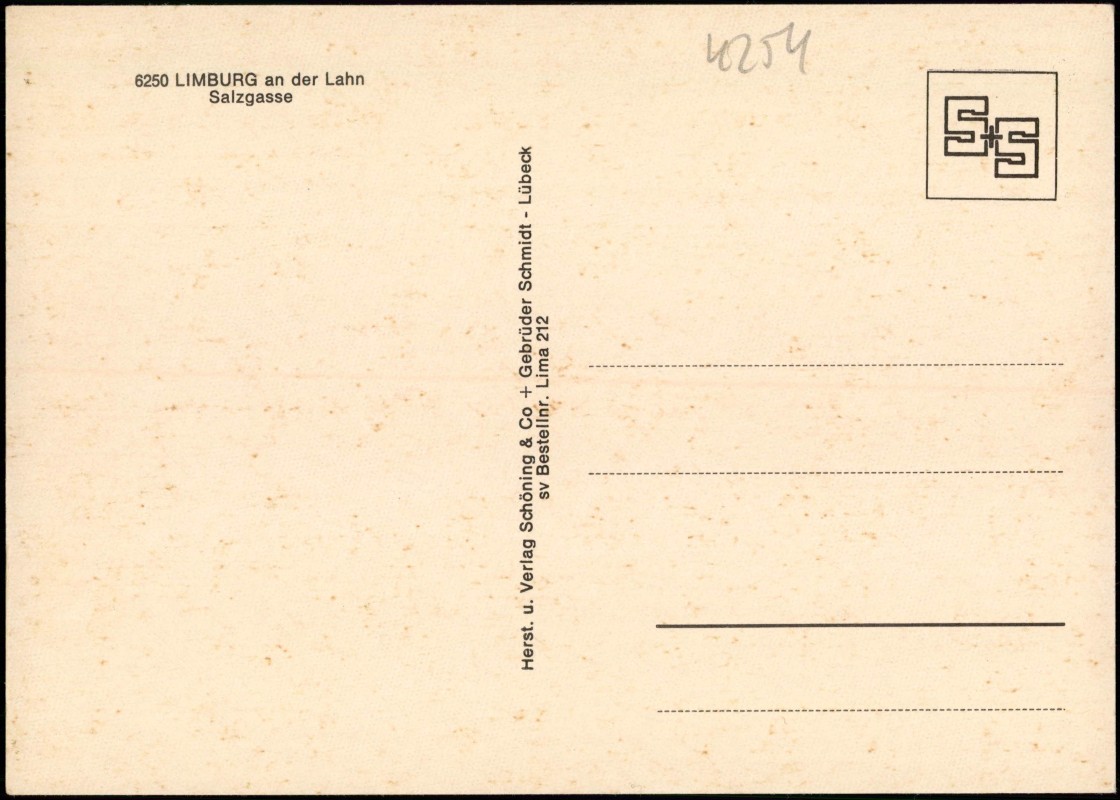 4254
6250 LIMBURG an der Lahn
Salzgasse
S+S
Herst. u. Verlag Schöning & Co + Gebrüder Schmidt - Lübeck
sv Bestellnr. Lima 212